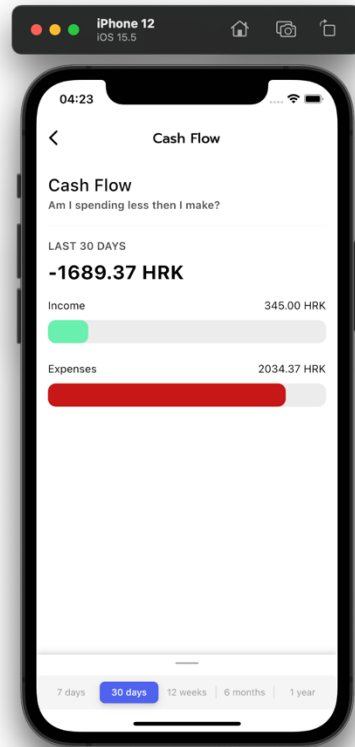 iPhone 12
iOS 15.5
04:23
Cash Flow
Cash Flow
Am I spending less then I make?
LAST 30 DAYS
-1689.37 HRK
Income 345.00 HRK
Expenses 2034.37 HRK
7 days 30 days 12 weeks 6 months 1 year